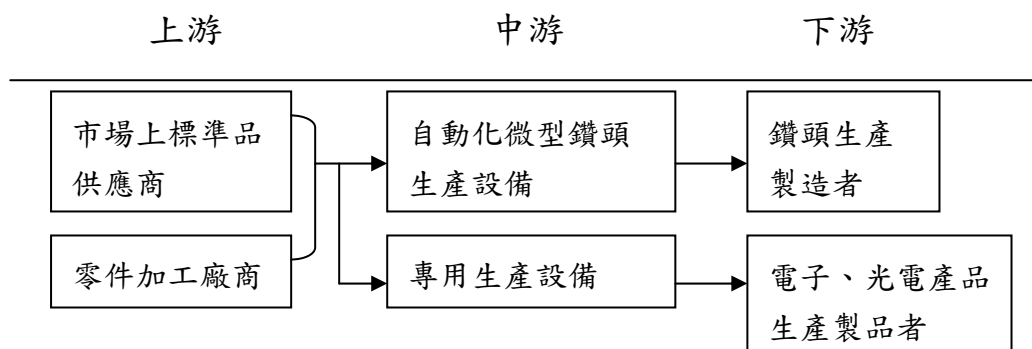 上游 中游 下游
市場上標準品
供應商
自動化微型鑽頭
生產設備
鑽頭生產
製造者
零件加工廠商
專用生產設備
電子、光電產品
生產製品者